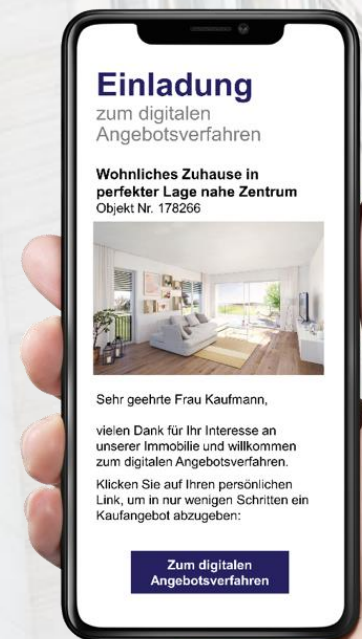 Einladung
zum digitalen
Angebotsverfahren
Wohnliches Zuhause in
perfekter Lage nahe Zentrum
Objekt Nr. 178266
Sehr geehrte Frau Kaufmann,
vielen Dank für Ihr Interesse an
unserer Immobilie und willkommen
zum digitalen Angebotsverfahren.
Klicken Sie auf Ihren persönlichen
Link, um in nur wenigen Schritten ein
Kaufangebot abzugeben:
Zum digitalen
Angebotsverfahren